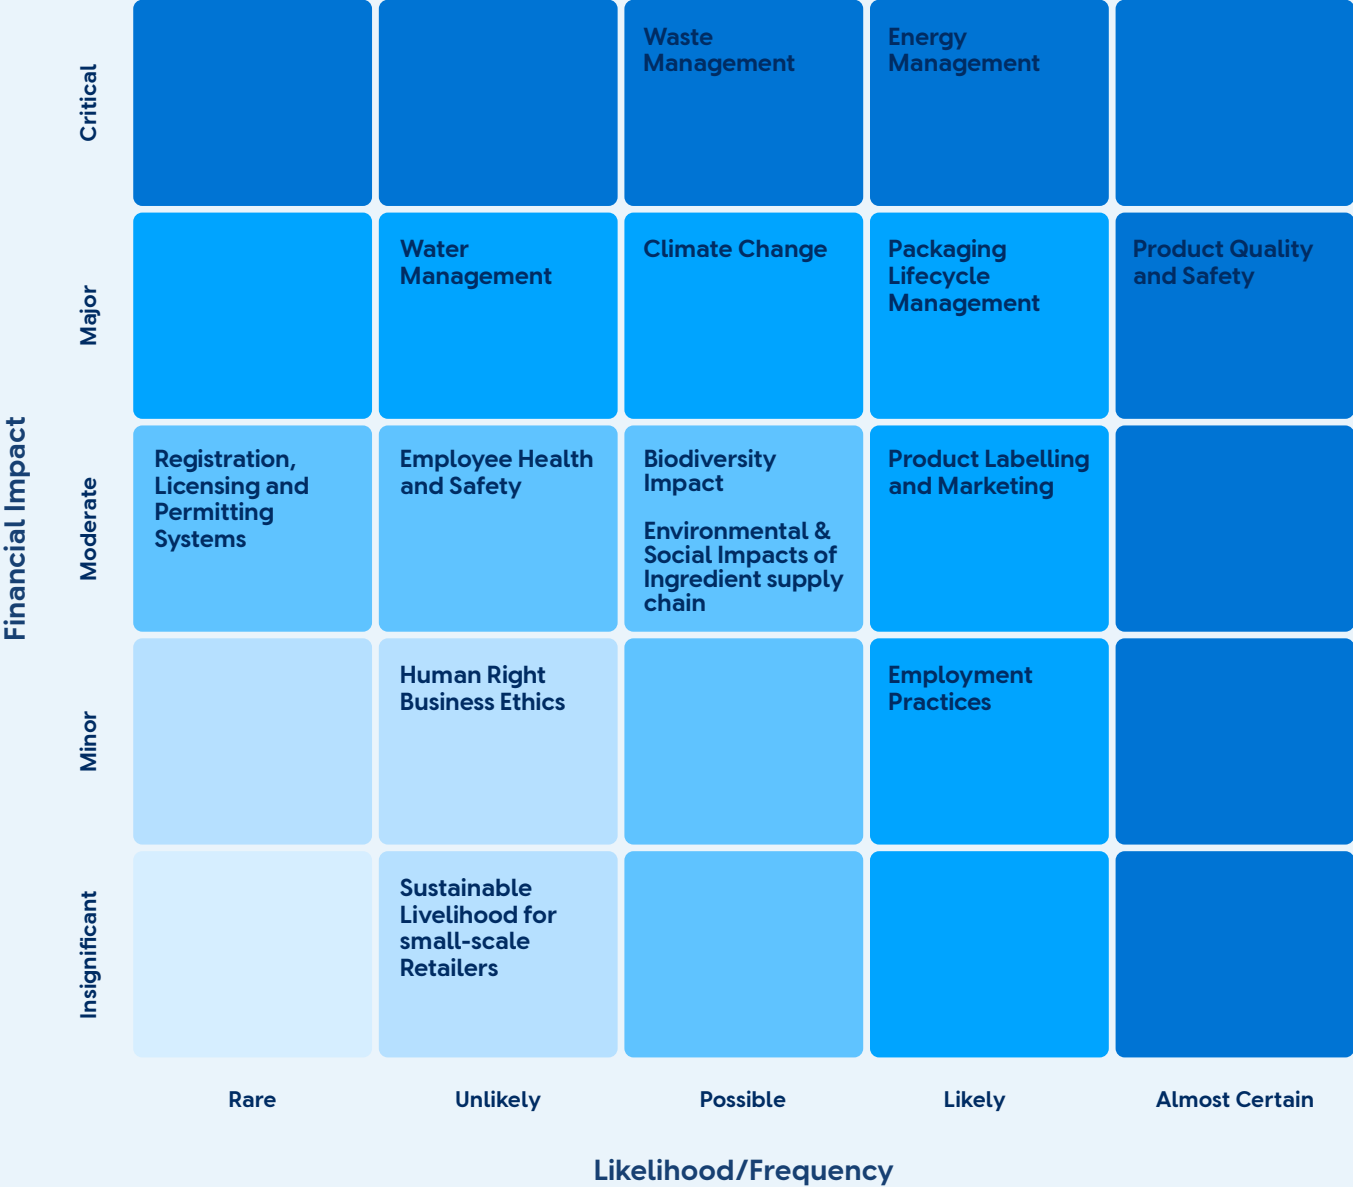 Waste
Management
Energy
Management
Critical
Water
Management
Climate Change
Packaging
Lifecycle
Management
Product Quality
and Safety
Major
Registration,
Licensing and
Permitting
Systems
Employee Health
and Safety
Biodiversity
Impact
Environmental &
Social Impacts of
Ingredient supply
chain
Product Labelling
and Marketing
Moderate
Financial Impact
Human Right
Business Ethics
Employment
Practices
Minor
Sustainable
Livelihood for
small-scale
Retailers
Insignificant
Rare
Unlikely
Possible
Likely
Almost Certain
Likelihood/Frequency